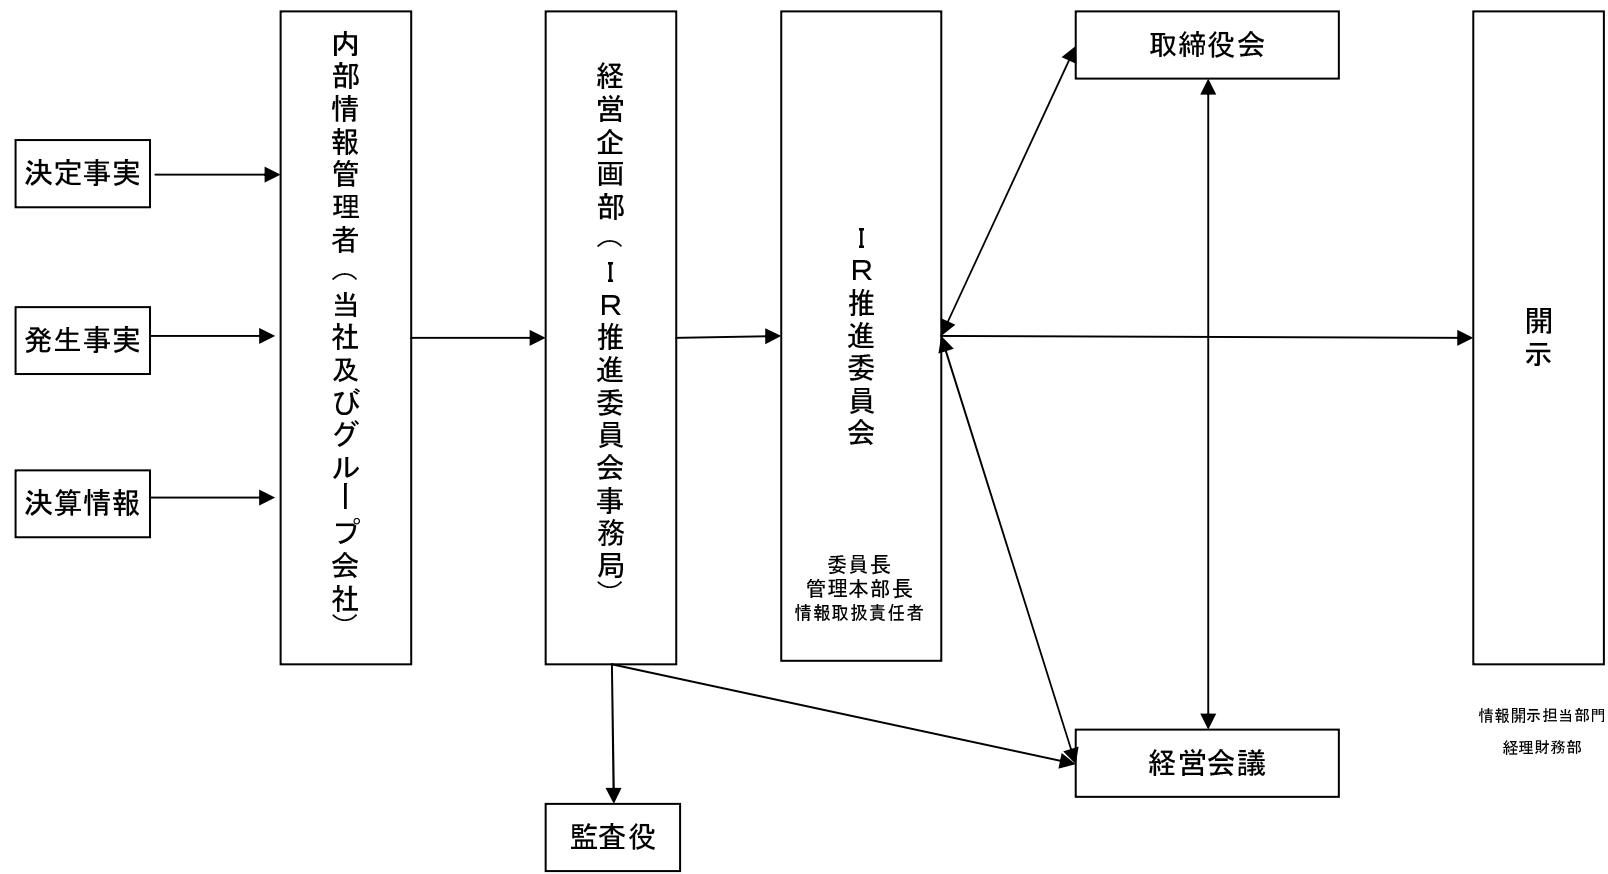 決定事実
発生事実
決算情報
内部情報管理者（当社及びグループ会社）
経営企画部（ＩＲ推進委員会事務局）
ＩＲ推進委員会
委員長
管理本部長
情報取扱責任者
取締役会
経営会議
監査役
開示
情報開示担当部門
経理財務部